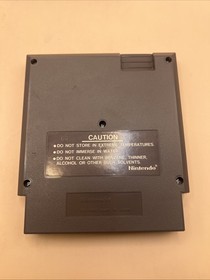 CAUTION
• DO NOT STORE IN EXTREME TEMPERATURES.
• DO NOT IMMERSE IN WATER.
• DO NOT CLEAN WITH BENZENE, THINNER,
ALCOHOL OR OTHER SUCH SOLVENTS.
Nintendo